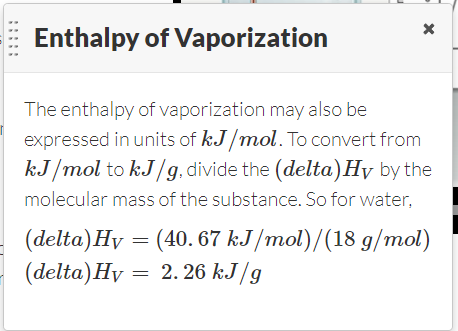 Enthalpy of Vaporization ×
The enthalpy of vaporization may also be
expressed in units of kJ/mol. To convert from
kJ/mol to kJ/g, divide the (delta)H_V by the
molecular mass of the substance. So for water,
(delta)H_V = (40.67 kJ/mol)/(18 g/mol)
(delta)H_V = 2.26 kJ/g